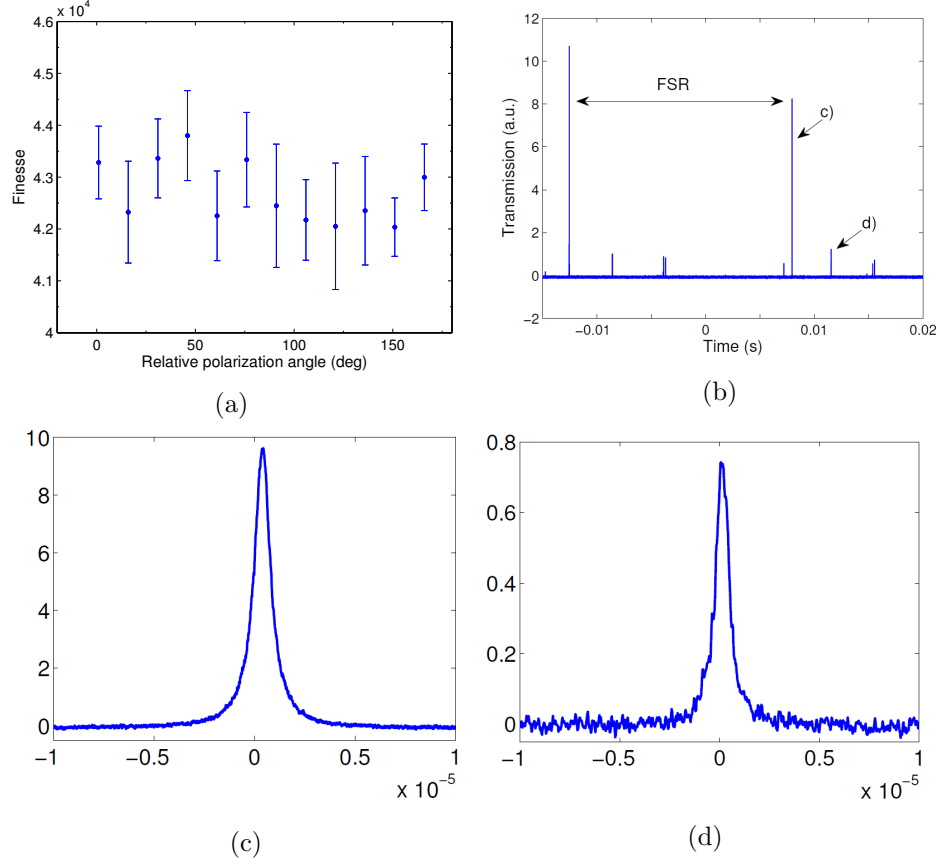 x 10⁴
4.6
4.5
4.4
4.3
4.2
4.1
4
Finesse
0 50 100 150
Relative polarization angle (deg)
(a)
12
10
8
6
4
2
0
−2
Transmission (a.u.)
FSR
c)
d)
−0.01 0 0.01 0.02
Time (s)
(b)
10
8
6
4
2
0
−1 −0.5 0 0.5 1
x 10⁻⁵
(c)
0.8
0.6
0.4
0.2
0
−1 −0.5 0 0.5 1
x 10⁻⁵
(d)